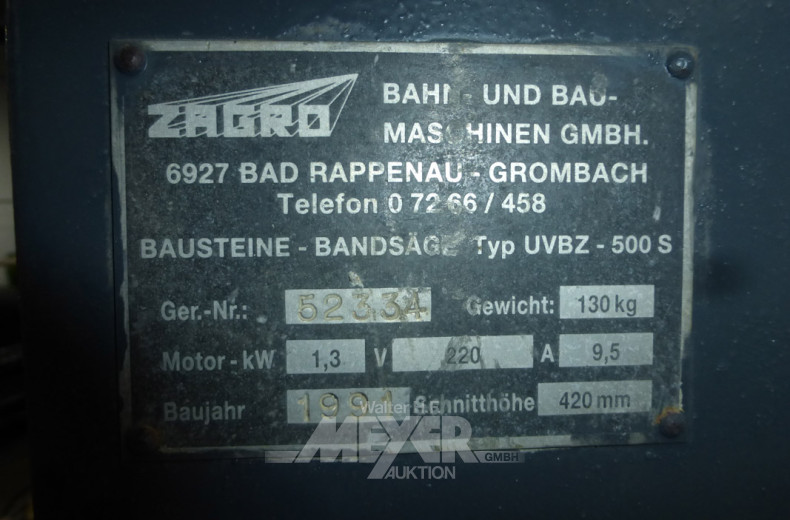 ZAGRO
BAHN - UND BAU-
MASCHINEN GMBH.
6927 BAD RAPPENAU - GROMBACH
Telefon 0 72 66 / 458
BAUSTEINE - BANDSÄGE Typ UVBZ - 500 S
Ger.-Nr.: 52334 Gewicht: 130 kg
Motor - kW 1,3 V 220 A 9,5
Baujahr 1991 Schnitthöhe 420 mm
Walter H.F.
MEYER
GMBH
AUKTION